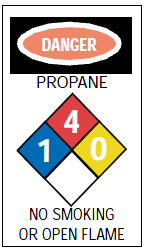 DANGER
PROPANE
4
1 0
NO SMOKING
OR OPEN FLAME